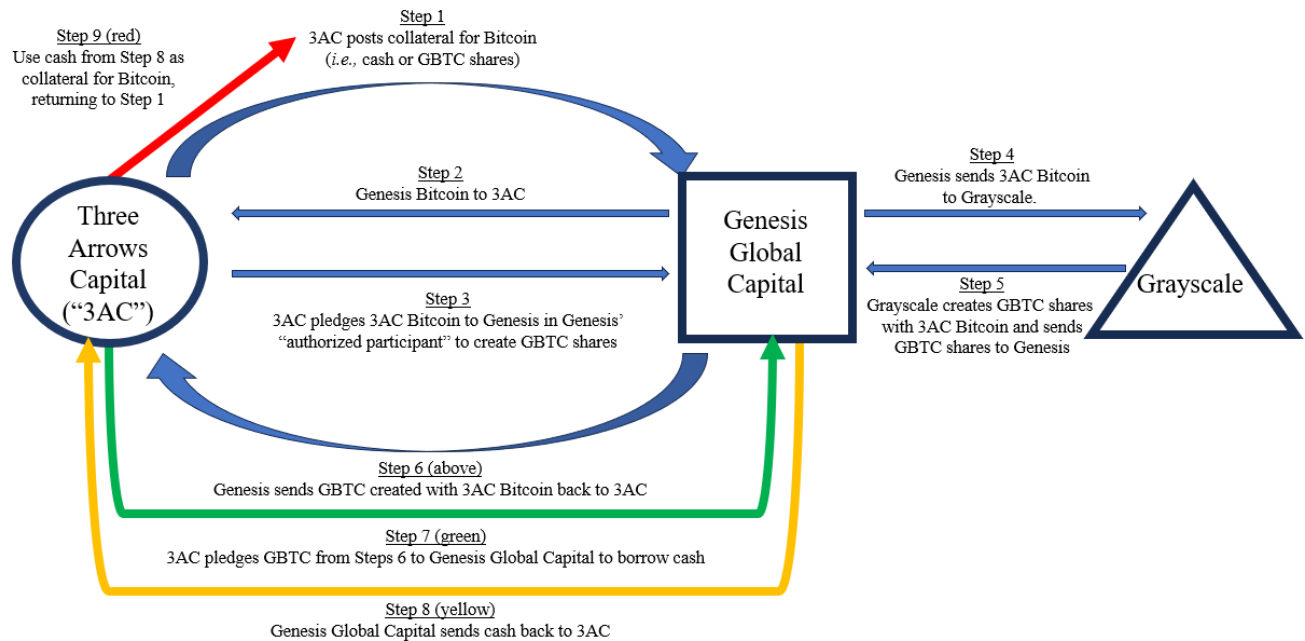 Step 9 (red)
Use cash from Step 8 as
collateral for Bitcoin,
returning to Step 1
Step 1
3AC posts collateral for Bitcoin
(i.e., cash or GBTC shares)
Step 2
Genesis Bitcoin to 3AC
Step 4
Genesis sends 3AC Bitcoin
to Grayscale.
Three
Arrows
Capital
(“3AC”)
Genesis
Global
Capital
Grayscale
Step 3
3AC pledges 3AC Bitcoin to Genesis in Genesis’
“authorized participant” to create GBTC shares
Step 5
Grayscale creates GBTC shares
with 3AC Bitcoin and sends
GBTC shares to Genesis
Step 6 (above)
Genesis sends GBTC created with 3AC Bitcoin back to 3AC
Step 7 (green)
3AC pledges GBTC from Steps 6 to Genesis Global Capital to borrow cash
Step 8 (yellow)
Genesis Global Capital sends cash back to 3AC